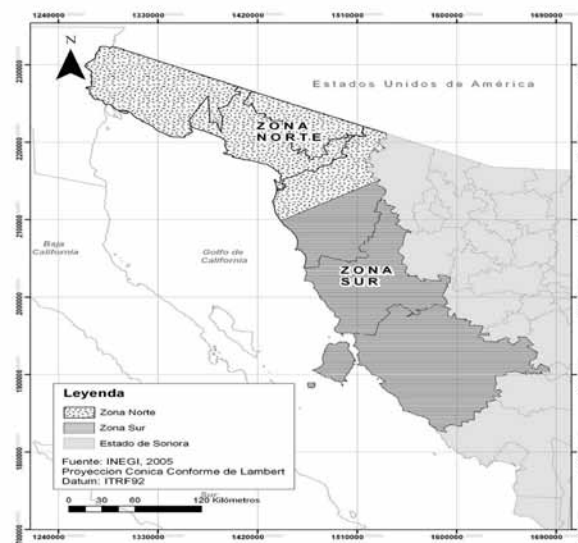 1240000 1330000 1420000 1510000 1600000 1690000
N
Estados Unidos de América
ZONA
NORTE
Baja
California
Golfo de
California
ZONA
SUR
2300000
2200000
2100000
2000000
1900000
1800000
Leyenda
Zona Norte
Zona Sur
Estado de Sonora
Fuente: INEGI, 2005
Proyeccion Conica Conforme de Lambert
Datum: ITRF92
Sur
0 30 60 120 Kilómetros
1240000 1330000 1420000 1510000 1600000 1690000